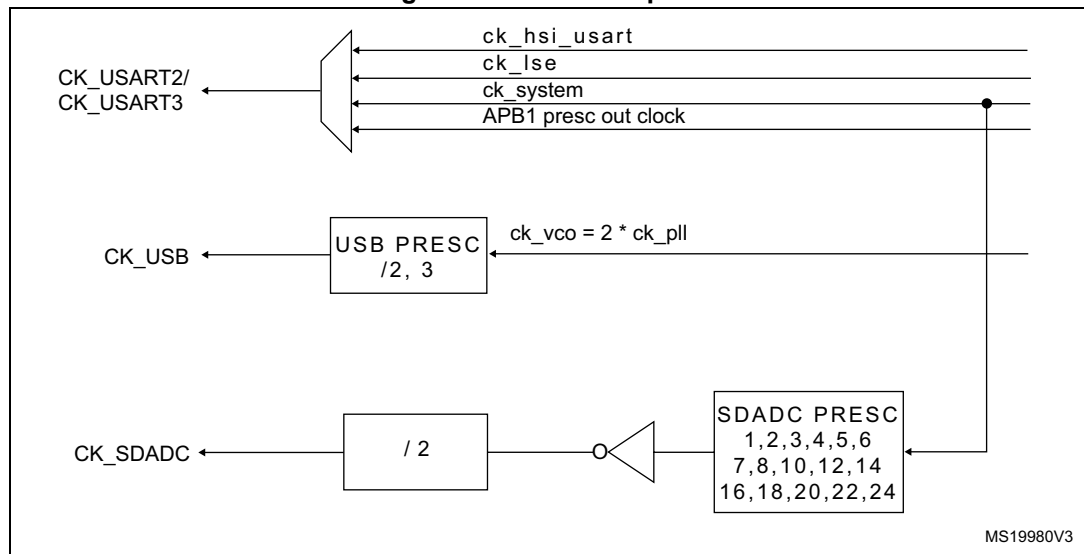 ck_hsi_usart
ck_lse
CK_USART2/
CK_USART3
ck_system
APB1 presc out clock
CK_USB
USB PRESC
/2, 3
ck_vco = 2 * ck_pll
CK_SDADC
/ 2
SDADC PRESC
1,2,3,4,5,6
7,8,10,12,14
16,18,20,22,24
MS19980V3